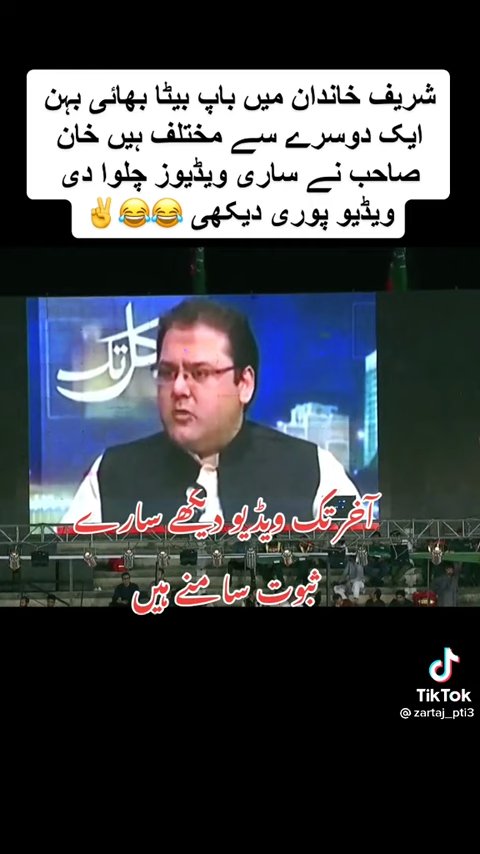 شریف خاندان میں باپ بیٹا بھائی بہن
ایک دوسرے سے مختلف ہیں خان
صاحب نے ساری ویڈیوز چلوا دی
ویڈیو پوری دیکھی 😂😂✌
کل تک
آخر تک ویڈیو دیکھے سارے
ثبوت سامنے ہیں
TikTok
@ zartaj_pti3